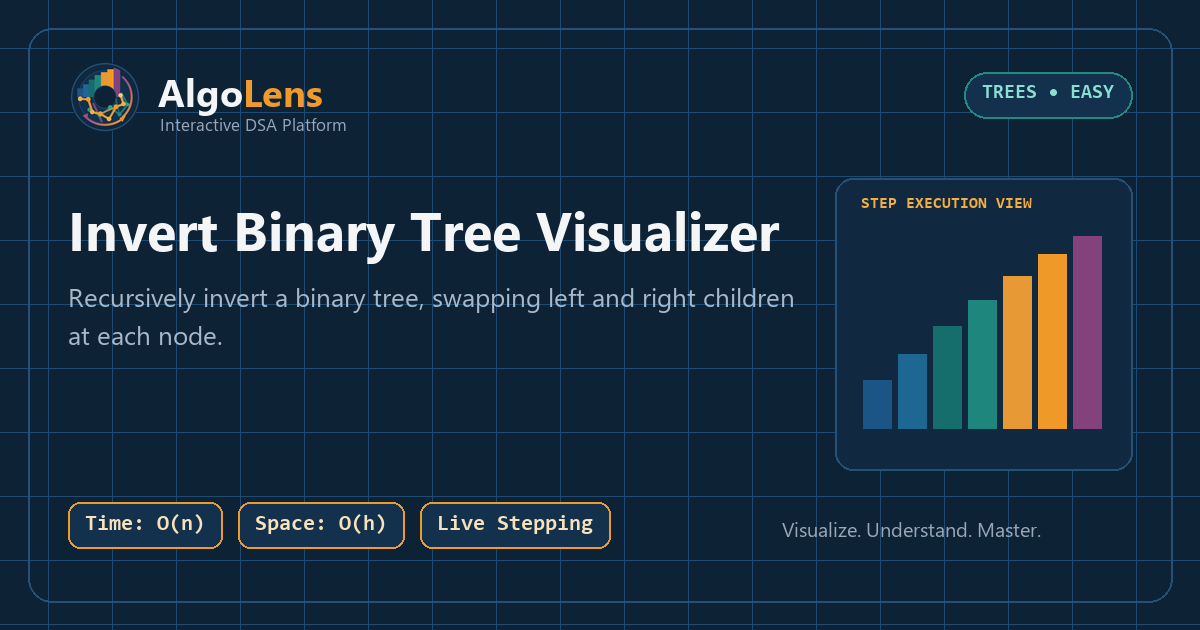 AlgoLens
Interactive DSA Platform
TREES • EASY
STEP EXECUTION VIEW
Invert Binary Tree Visualizer
Recursively invert a binary tree, swapping left and right children
at each node.
Time: O(n)
Space: O(h)
Live Stepping
Visualize. Understand. Master.